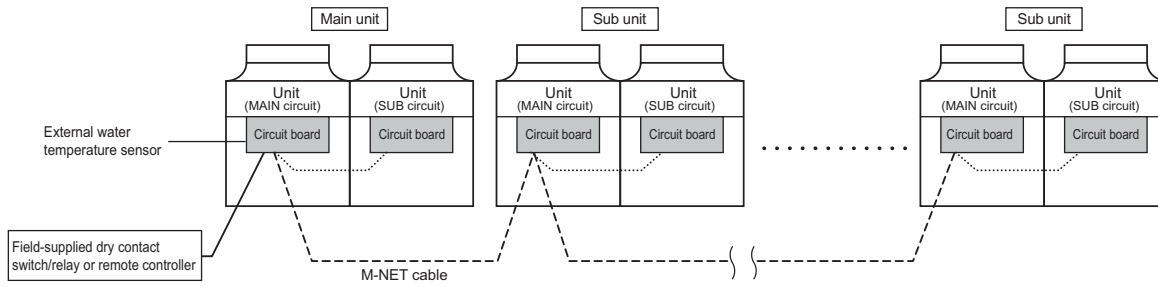 Main unit
Sub unit
Sub unit
Unit
(MAIN circuit)
Unit
(SUB circuit)
Unit
(MAIN circuit)
Unit
(SUB circuit)
Unit
(MAIN circuit)
Unit
(SUB circuit)
External water
temperature sensor
Circuit board
Circuit board
Circuit board
Circuit board
Circuit board
Circuit board
Field-supplied dry contact
switch/relay or remote controller
M-NET cable